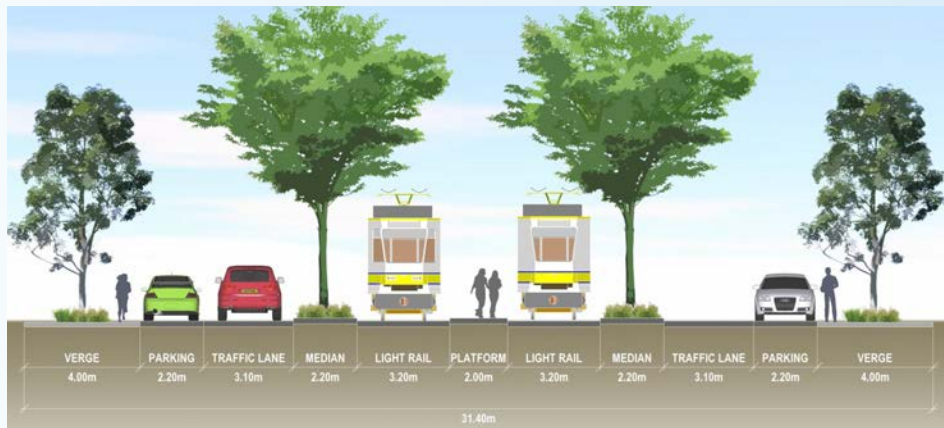 VERGE PARKING TRAFFIC LANE MEDIAN LIGHT RAIL PLATFORM LIGHT RAIL MEDIAN TRAFFIC LANE PARKING VERGE
4.00m 2.20m 3.10m 2.20m 3.20m 2.00m 3.20m 2.20m 3.10m 2.20m 4.00m
31.40m